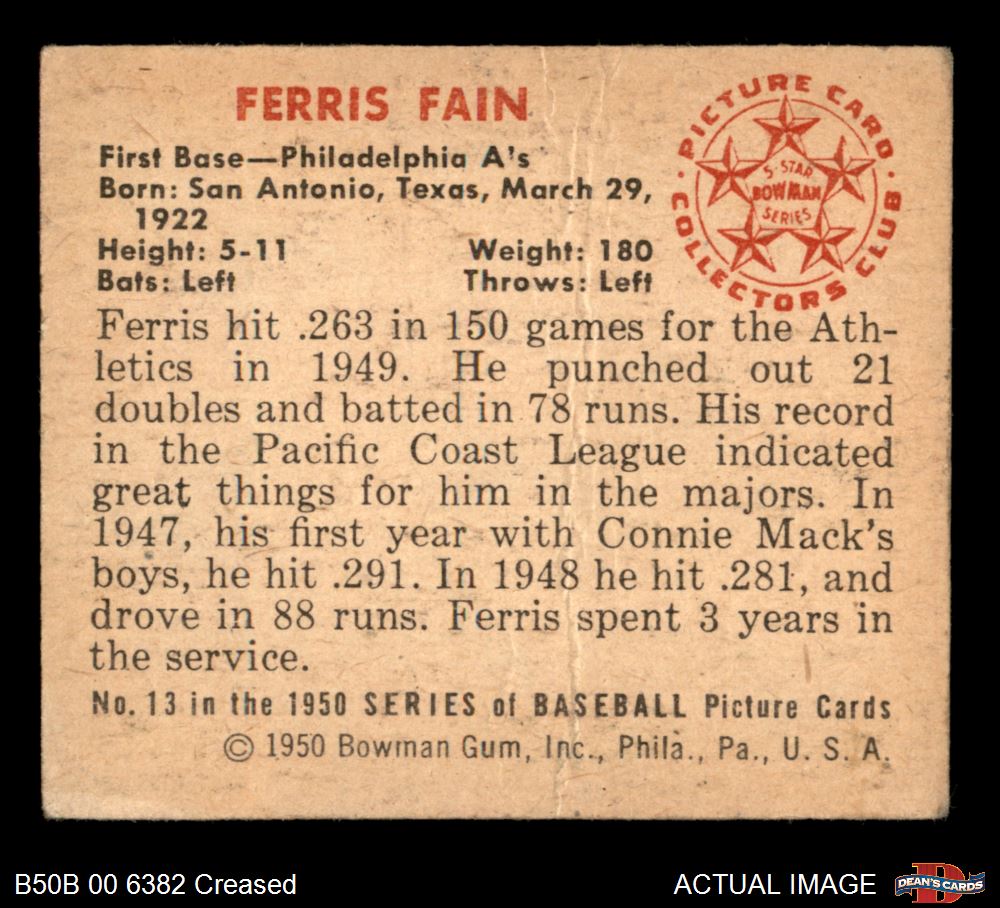 FERRIS FAIN
First Base—Philadelphia A's
Born: San Antonio, Texas, March 29,
1922
Height: 5-11 Weight: 180
Bats: Left Throws: Left
PICTURE CARD
COLLECTORS CLUB
5-STAR
BOWMAN
SERIES
Ferris hit .263 in 150 games for the Ath-
letics in 1949. He punched out 21
doubles and batted in 78 runs. His record
in the Pacific Coast League indicated
great things for him in the majors. In
1947, his first year with Connie Mack's
boys, he hit .291. In 1948 he hit .281, and
drove in 88 runs. Ferris spent 3 years in
the service.
No. 13 in the 1950 SERIES of BASEBALL Picture Cards
© 1950 Bowman Gum, Inc., Phila., Pa., U. S. A.
B50B 00 6382 Creased
ACTUAL IMAGE
D
DEAN'S CARDS